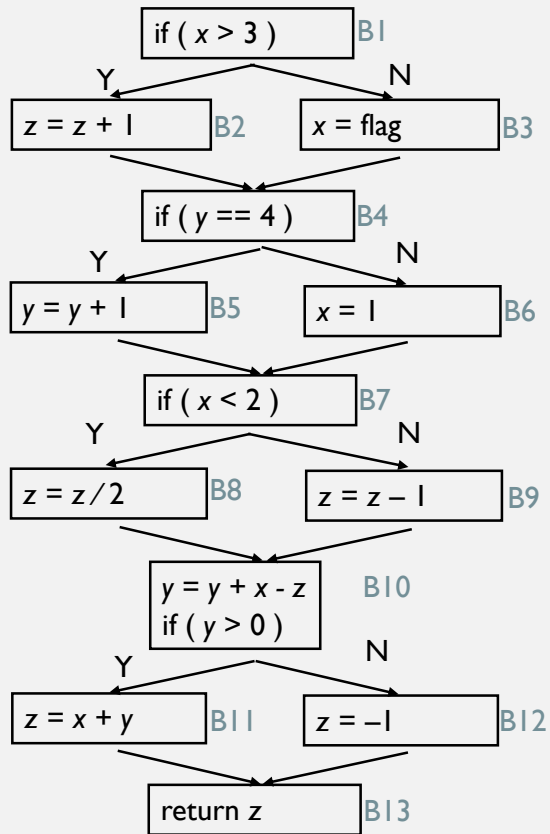 if ( x > 3 ) B1
Y N
z = z + 1 B2 x = flag B3
if ( y == 4 ) B4
Y N
y = y + 1 B5 x = 1 B6
if ( x < 2 ) B7
Y N
z = z / 2 B8 z = z – 1 B9
y = y + x - z B10
if ( y > 0 )
Y N
z = x + y B11 z = –1 B12
return z B13